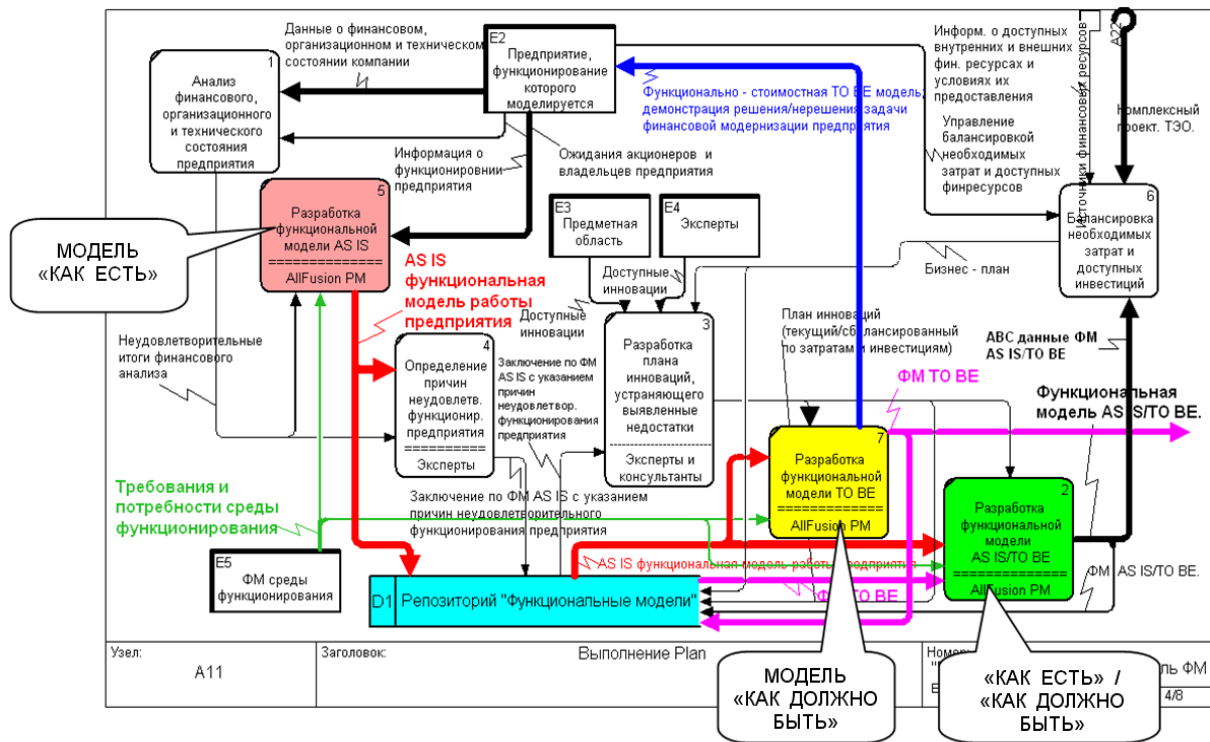 Данные о финансовом,
организационном и техническом
состоянии компании
1
Анализ
финансового,
организационного
и технического
состояния
предприятия
E2
Предприятие,
функционирование
которого
моделируется
Функционально - стоимостная TO BE модель;
демонстрация решения/нерешения задачи
финансовой модернизации предприятия
Информ. о доступных
внутренних и внешних
фин. ресурсах и
условиях их
предоставления
Управление
балансировкой
необходимых
затрат и доступных
финресурсов
Источники финансовых ресурсов
A22
Комплексный
проект. ТЭО.
Информация о
функционирнии
предприятия
Ожидания акционеров и
владельцев предприятия
МОДЕЛЬ
«КАК ЕСТЬ»
5
Разработка
функциональной
модели AS IS
==============
AllFusion PM
E3
Предметная
область
E4
Эксперты
6
Балансировка
необходимых
затрат и
доступных
инвестиций
Бизнес - план
AS IS
функциональная
модель работы
предприятия
Доступные
инновации
Доступные
инновации
Неудовлетворительные
итоги финансового
анализа
4
Определение
причин
неудовлетв.
функционир.
предприятия
===========
Эксперты
Заключение по ФМ
AS IS с указанием
причин
неудовлетвор.
функционирования
предприятия
3
Разработка
плана
инноваций,
устраняющего
выявленные
недостатки
--------------------
Эксперты и
консультанты
План инноваций
(текущий/сбалансированный
по затратам и инвестициям)
ABC данные ФМ
AS IS/TO BE
ФМ TO BE
Функциональная
модель AS IS/TO BE.
7
Разработка
функциональной
модели TO BE
==============
AllFusion PM
2
Разработка
функциональной
модели
AS IS/TO BE
==============
AllFusion PM
Требования и
потребности среды
функционирования
Заключение по ФМ AS IS с указанием
причин неудовлетворительного
функционирования предприятия
E5
ФМ среды
функционирования
AS IS функциональная модель работы предприятия
ФМ TO BE
ФМ AS IS/TO BE.
D1
Репозиторий "Функциональные модели"
Узел:
A11
Заголовок:
Выполнение Plan
МОДЕЛЬ
«КАК ДОЛЖНО
БЫТЬ»
«КАК ЕСТЬ» /
«КАК ДОЛЖНО
БЫТЬ»
ФМ
4/8